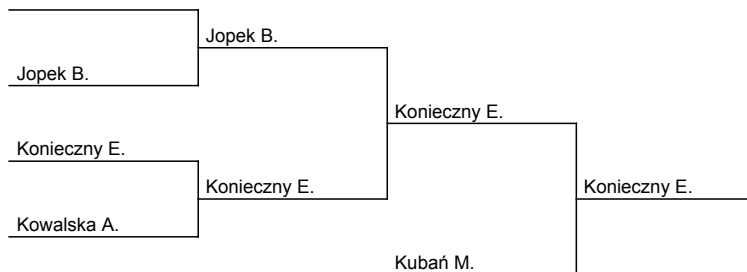 Jopek B.
Jopek B.
Konieczny E.
Konieczny E.
Konieczny E.
Konieczny E.
Kowalska A.
Kubań M.